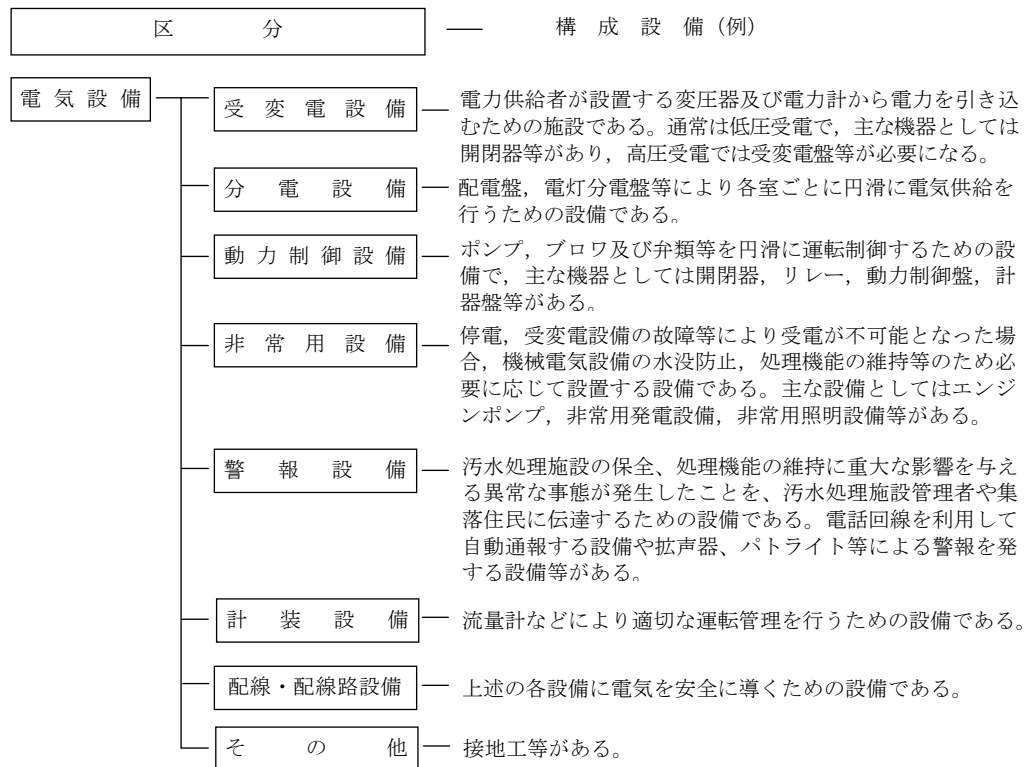 区 分 構 成 設 備 (例)
電 気 設 備
受 変 電 設 備
電力供給者が設置する変圧器及び電力計から電力を引き込
むための施設である。通常は低圧受電で，主な機器としては
開閉器等があり，高圧受電では受変電盤等が必要になる。
分 電 設 備
配電盤，電灯分電盤等により各室ごとに円滑に電気供給を
行うための設備である。
動 力 制 御 設 備
ポンプ，ブロワ及び弁類等を円滑に運転制御するための設
備で，主な機器としては開閉器，リレー，動力制御盤，計
器盤等がある。
非 常 用 設 備
停電，受変電設備の故障等により受電が不可能となった場
合，機械電気設備の水没防止，処理機能の維持等のため必
要に応じて設置する設備である。主な設備としてはエンジ
ンポンプ，非常用発電設備，非常用照明設備等がある。
警 報 設 備
汚水処理施設の保全、処理機能の維持に重大な影響を与え
る異常な事態が発生したことを、汚水処理施設管理者や集
落住民に伝達するための設備である。電話回線を利用して
自動通報する設備や拡声器、パトライト等による警報を発
する設備等がある。
計 装 設 備
流量計などにより適切な運転管理を行うための設備である。
配線・配線路設備
上述の各設備に電気を安全に導くための設備である。
そ の 他
接地工等がある。